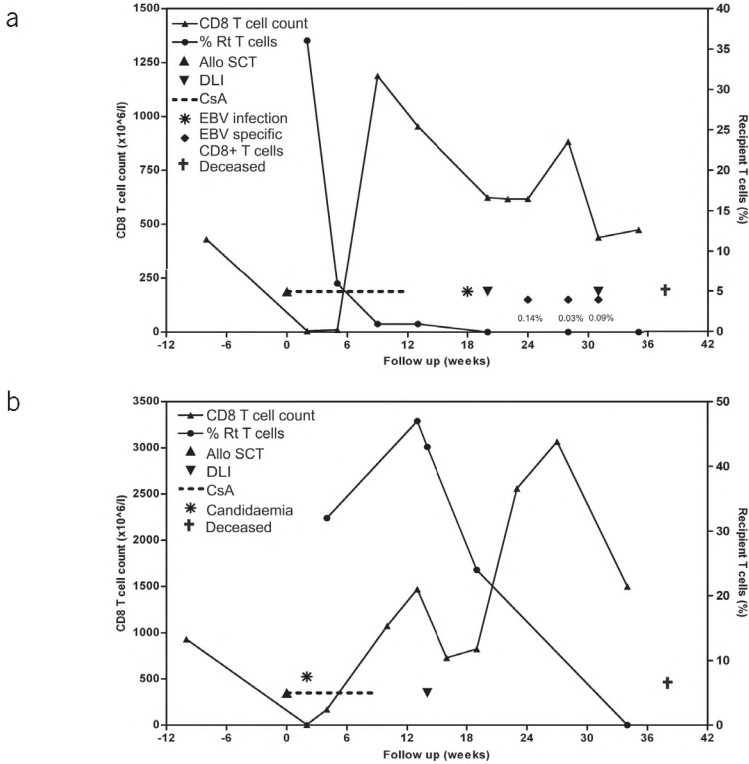 a
CD8 T cell count
% Rt T cells
Allo SCT
DLI
CsA
EBV infection
EBV specific
CD8+ T cells
Deceased
1500
1250
1000
750
500
250
0
CD8 T cell count (x10^6/l)
40
35
30
25
20
15
10
5
0
Recipient T cells (%)
0.14% 0.03% 0.09%
-12 -6 0 6 12 18 24 30 36 42
Follow up (weeks)
b
CD8 T cell count
% Rt T cells
Allo SCT
DLI
CsA
Candidaemia
Deceased
3500
3000
2500
2000
1500
1000
500
0
CD8 T cell count (x10^6/l)
50
40
30
20
10
0
Recipient T cells (%)
-12 -6 0 6 12 18 24 30 36 42
Follow up (weeks)